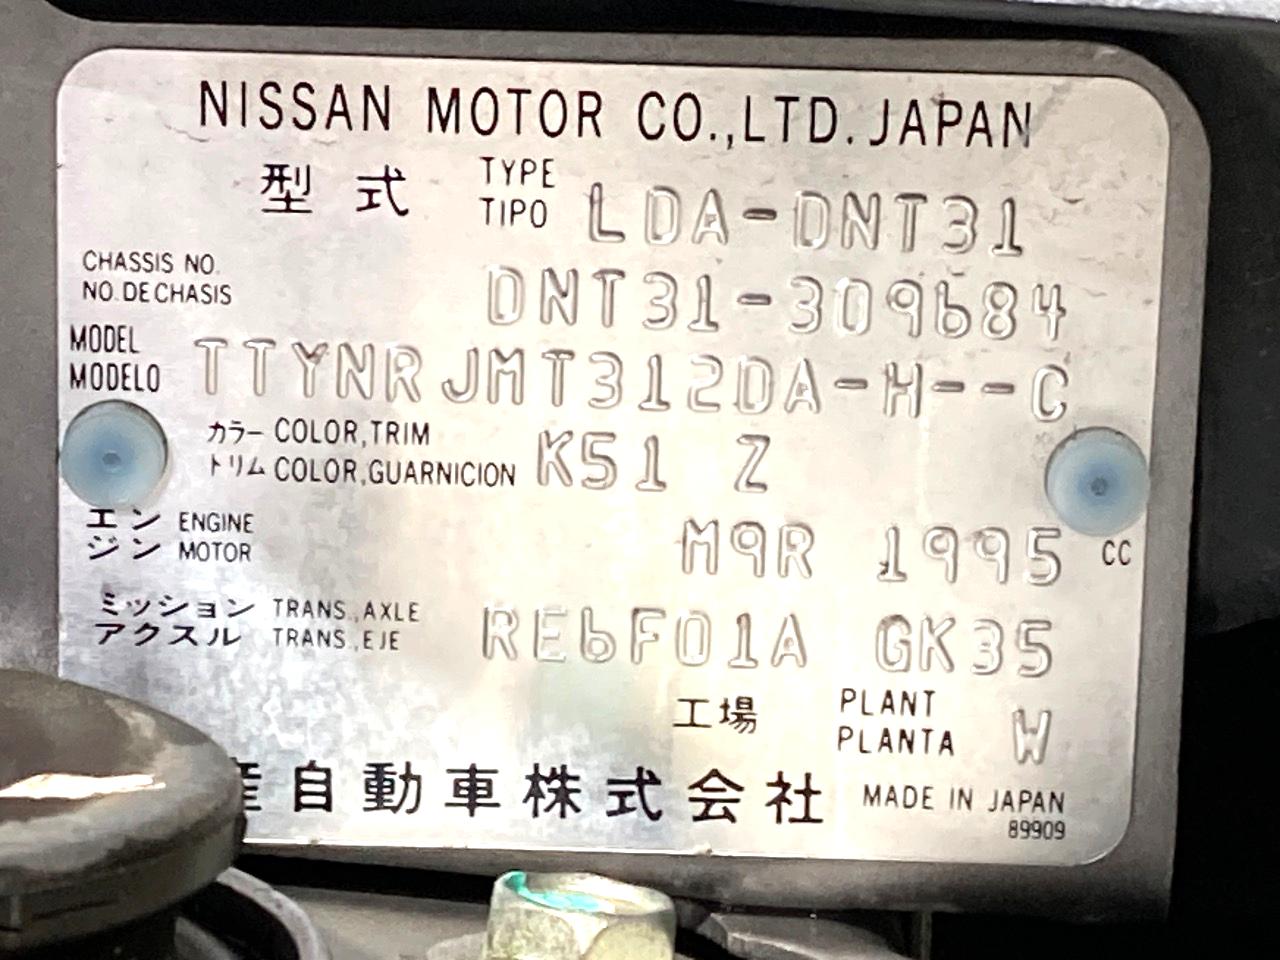 NISSAN MOTOR CO.,LTD. JAPAN
型式 TYPE TIPO LDA-DNT31
CHASSIS NO. NO.DECHASIS DNT31-309684
MODEL MODELO TTYNRJMT312DA-H--C
カラー COLOR,TRIM
トリム COLOR,GUARNICION K51 Z
エンジン ENGINE MOTOR M9R 1995 CC
ミッション TRANS.,AXLE
アクスル TRANS.,EJE RE6F01A GK35
工場 PLANT PLANTA W
産自動車株式会社 MADE IN JAPAN
89909